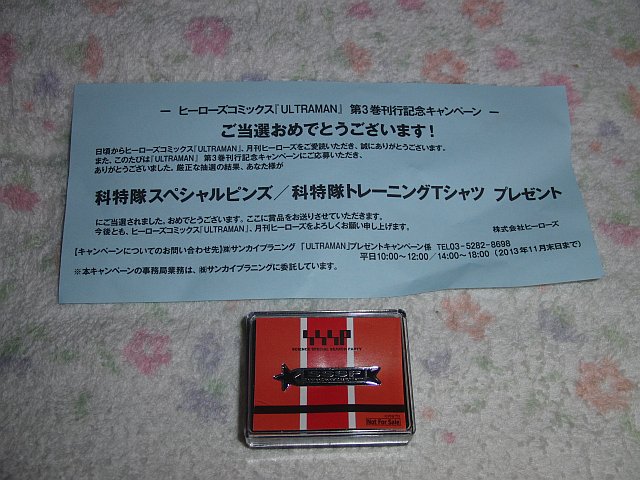 ― ヒーローズコミックス『ULTRAMAN』 第3巻刊行記念キャンペーン ―
ご当選おめでとうございます!
日頃からヒーローズコミックス『ULTRAMAN』、月刊ヒーローズをご愛読いただき、誠にありがとうございます。
また、このたびは『ULTRAMAN』 第3巻刊行記念キャンペーンにご応募いただき、
ありがとうございました。厳正な抽選の結果、あなた様が
科特隊スペシャルピンズ/科特隊トレーニングTシャツ プレゼント
にご当選されました。おめでとうございます。ここに賞品をお送りさせていただきます。
今後とも、ヒーローズコミックス『ULTRAMAN』、月刊ヒーローズをよろしくお願い申し上げます。
株式会社ヒーローズ
【キャンペーンについてのお問い合わせ先】㈱サンカイプラニング 「ULTRAMAN」プレゼントキャンペーン係 TEL03-5282-8698
平日10:00~12:00/14:00~18:00(2013年11月末日まで)
※本キャンペーンの事務局業務は、㈱サンカイプラニングに委託しています。
SCIENCE SPECIAL SEARCH PARTY
Not For Sale